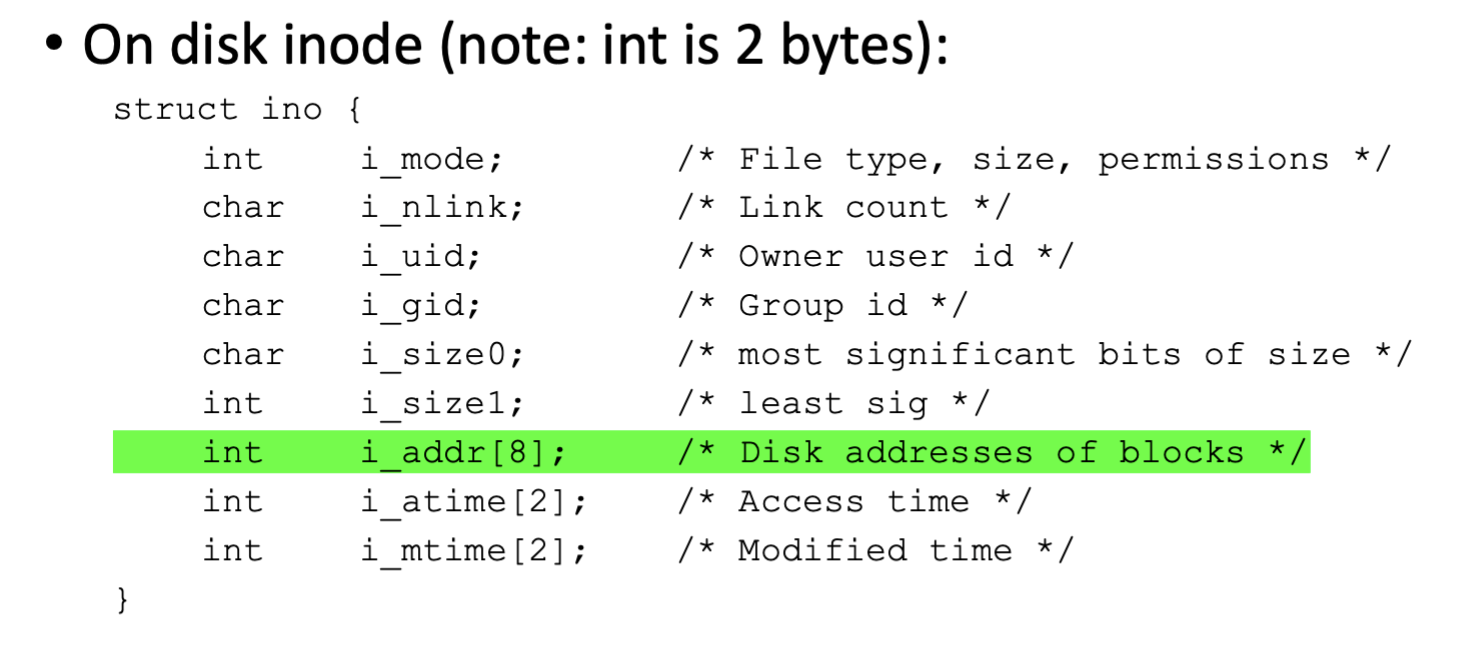 • On disk inode (note: int is 2 bytes):
struct ino {
int i_mode; /* File type, size, permissions */
char i_nlink; /* Link count */
char i_uid; /* Owner user id */
char i_gid; /* Group id */
char i_size0; /* most significant bits of size */
int i_size1; /* least sig */
int i_addr[8]; /* Disk addresses of blocks */
int i_atime[2]; /* Access time */
int i_mtime[2]; /* Modified time */
}